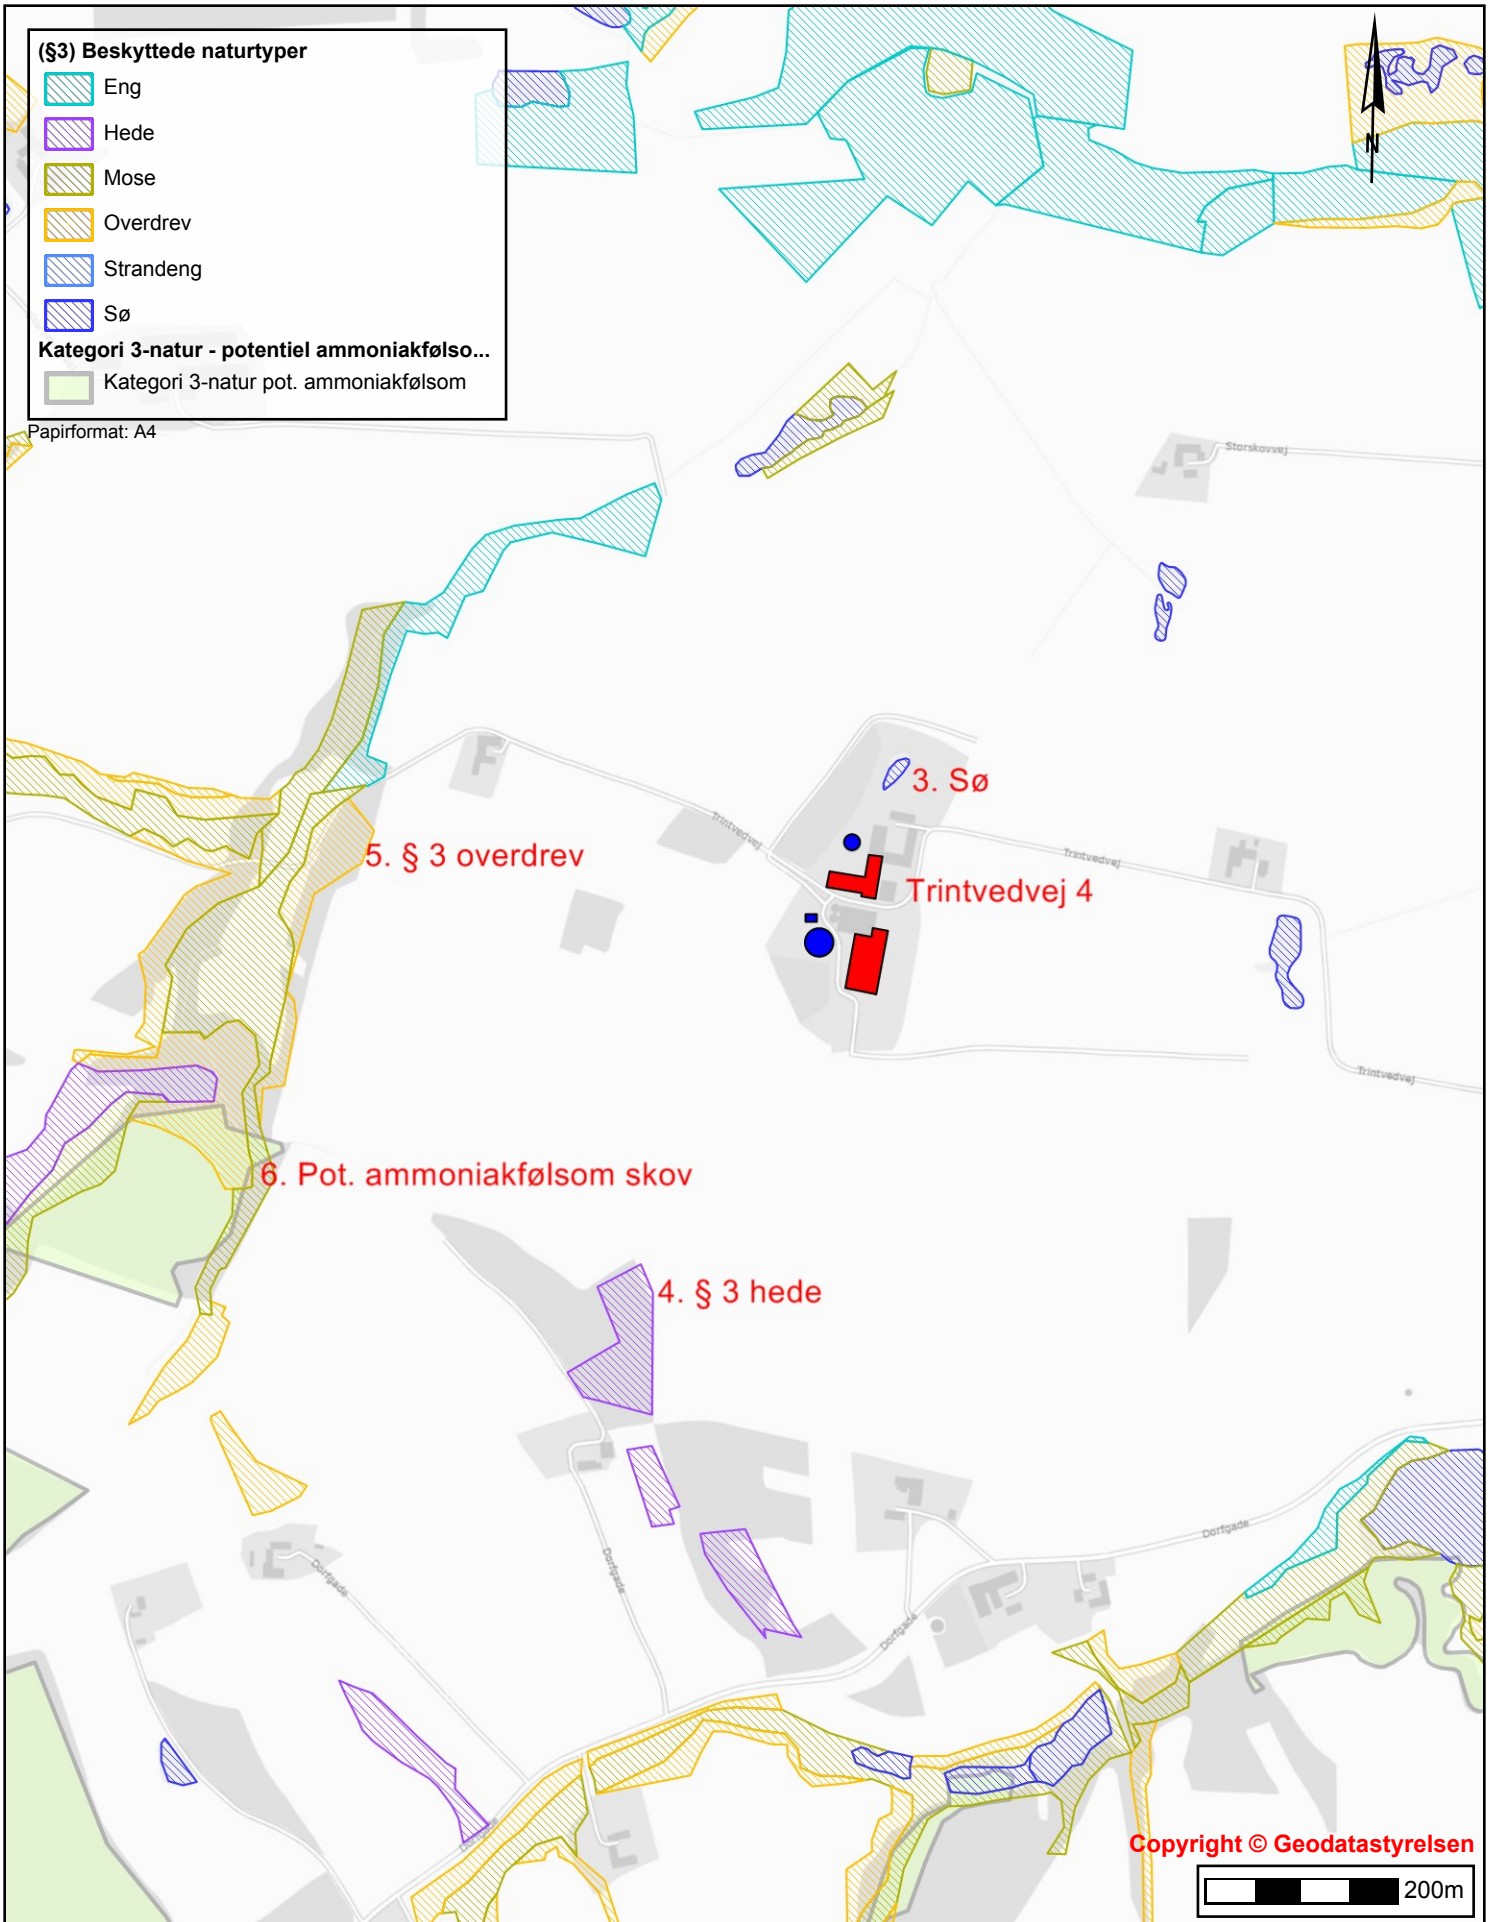 (§3) Beskyttede naturtyper
Eng
Hede
Mose
Overdrev
Strandeng
Sø
Kategori 3-natur - potentiel ammoniakfølso...
Kategori 3-natur pot. ammoniakfølsom
Papirformat: A4
N
Storskovvej
3. Sø
Trintvedvej
5. § 3 overdrev
Trintvedvej
Trintvedvej 4
Trintvedvej
6. Pot. ammoniakfølsom skov
4. § 3 hede
Dorfgade
Dorfgade
Dorfgade
Dorfgade
Dorfgade
Copyright © Geodatastyrelsen
200m